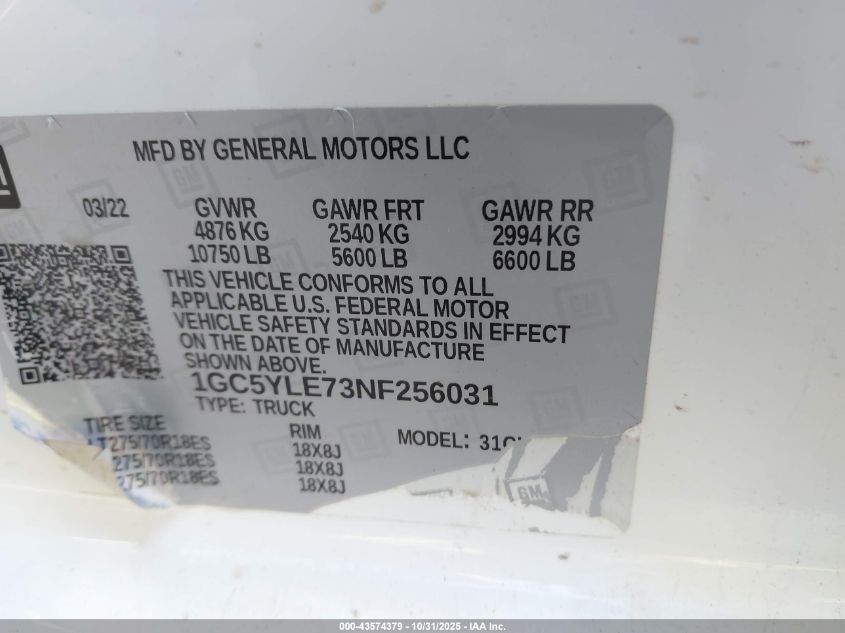 MFD BY GENERAL MOTORS LLC
03/22 GVWR GAWR FRT GAWR RR
4876 KG 2540 KG 2994 KG
10750 LB 5600 LB 6600 LB
THIS VEHICLE CONFORMS TO ALL
APPLICABLE U.S. FEDERAL MOTOR
VEHICLE SAFETY STANDARDS IN EFFECT
ON THE DATE OF MANUFACTURE
SHOWN ABOVE.
1GC5YLE73NF256031
TYPE: TRUCK
TIRE SIZE RIM MODEL:
LT275/70R18ES 18X8J
275/70R18ES 18X8J
275/70R18ES 18X8J
GM
000-43574379 - 10/31/2025 - IAA Inc.